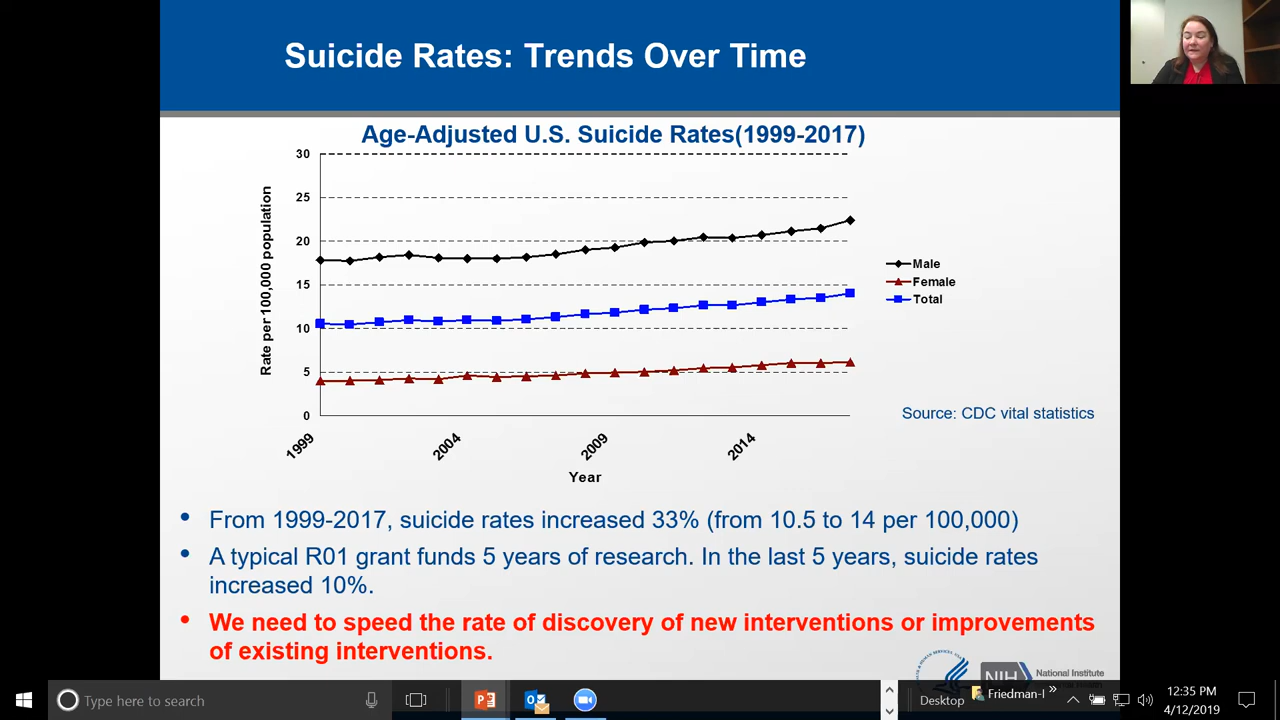 Suicide Rates: Trends Over Time
Age-Adjusted U.S. Suicide Rates(1999-2017)
Rate per 100,000 population
30
25
20
15
10
5
0
1999
2004
2009
2014
Year
Male
Female
Total
Source: CDC vital statistics
• From 1999-2017, suicide rates increased 33% (from 10.5 to 14 per 100,000)
• A typical R01 grant funds 5 years of research. In the last 5 years, suicide rates
increased 10%.
• We need to speed the rate of discovery of new interventions or improvements
of existing interventions.
NIH
National Institute
Type here to search
Desktop
»
Friedman-I
12:35 PM
4/12/2019